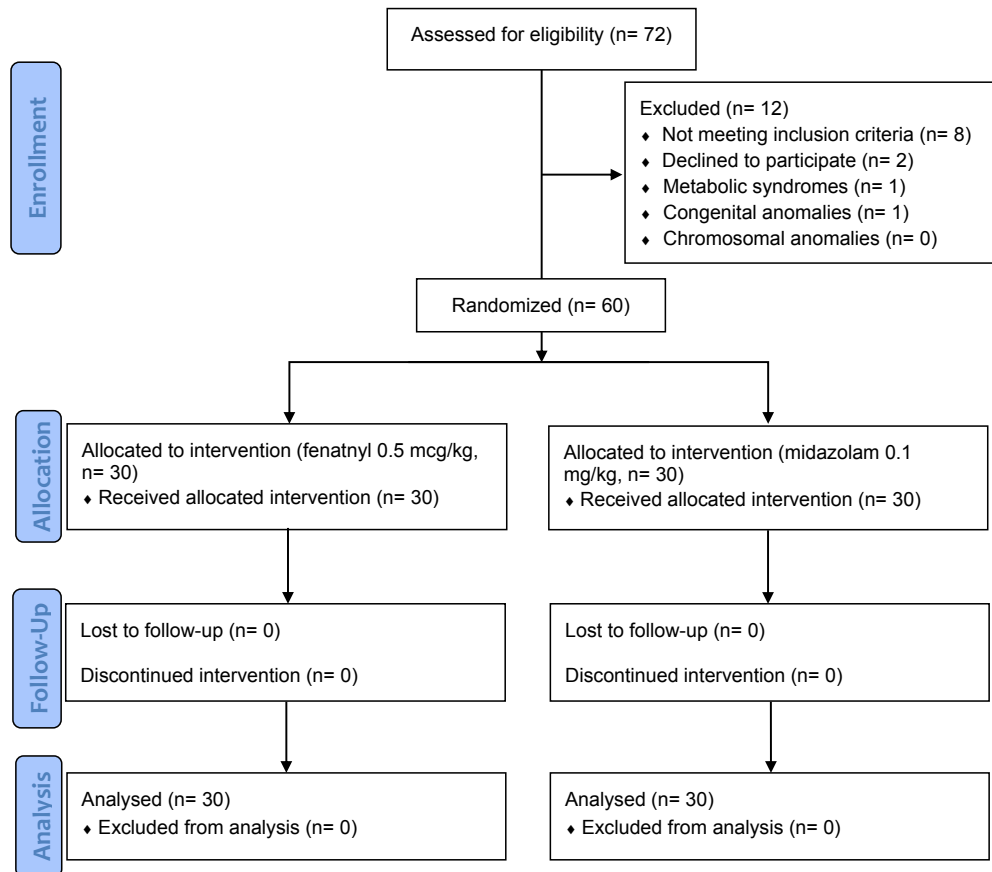 Assessed for eligibility (n= 72)
Enrollment
Excluded (n= 12)
♦ Not meeting inclusion criteria (n= 8)
♦ Declined to participate (n= 2)
♦ Metabolic syndromes (n= 1)
♦ Congenital anomalies (n= 1)
♦ Chromosomal anomalies (n= 0)
Randomized (n= 60)
Allocation
Allocated to intervention (fenatnyl 0.5 mcg/kg,
n= 30)
♦ Received allocated intervention (n= 30)
Allocated to intervention (midazolam 0.1
mg/kg, n= 30)
♦ Received allocated intervention (n= 30)
Follow-Up
Lost to follow-up (n= 0)
Discontinued intervention (n= 0)
Lost to follow-up (n= 0)
Discontinued intervention (n= 0)
Analysis
Analysed (n= 30)
♦ Excluded from analysis (n= 0)
Analysed (n= 30)
♦ Excluded from analysis (n= 0)